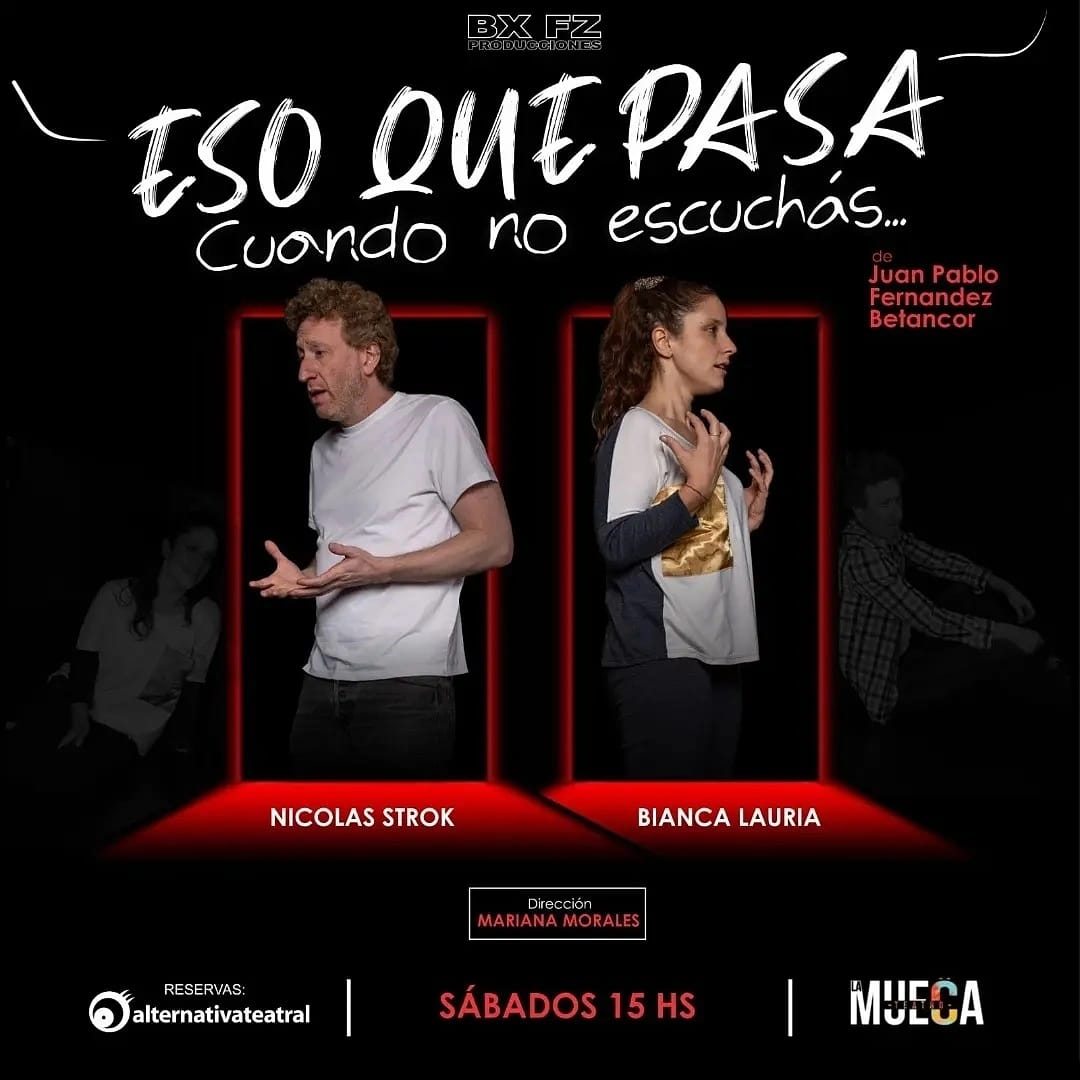 BX FZ
PRODUCCIONES
ESO QUE PASA
Cuando no escuchás...
de
Juan Pablo
Fernandez
Betancor
NICOLAS STROK
BIANCA LAURIA
Dirección
MARIANA MORALES
RESERVAS:
alternativateatral
SÁBADOS 15 HS
LA
MUECA
-TEATRO-